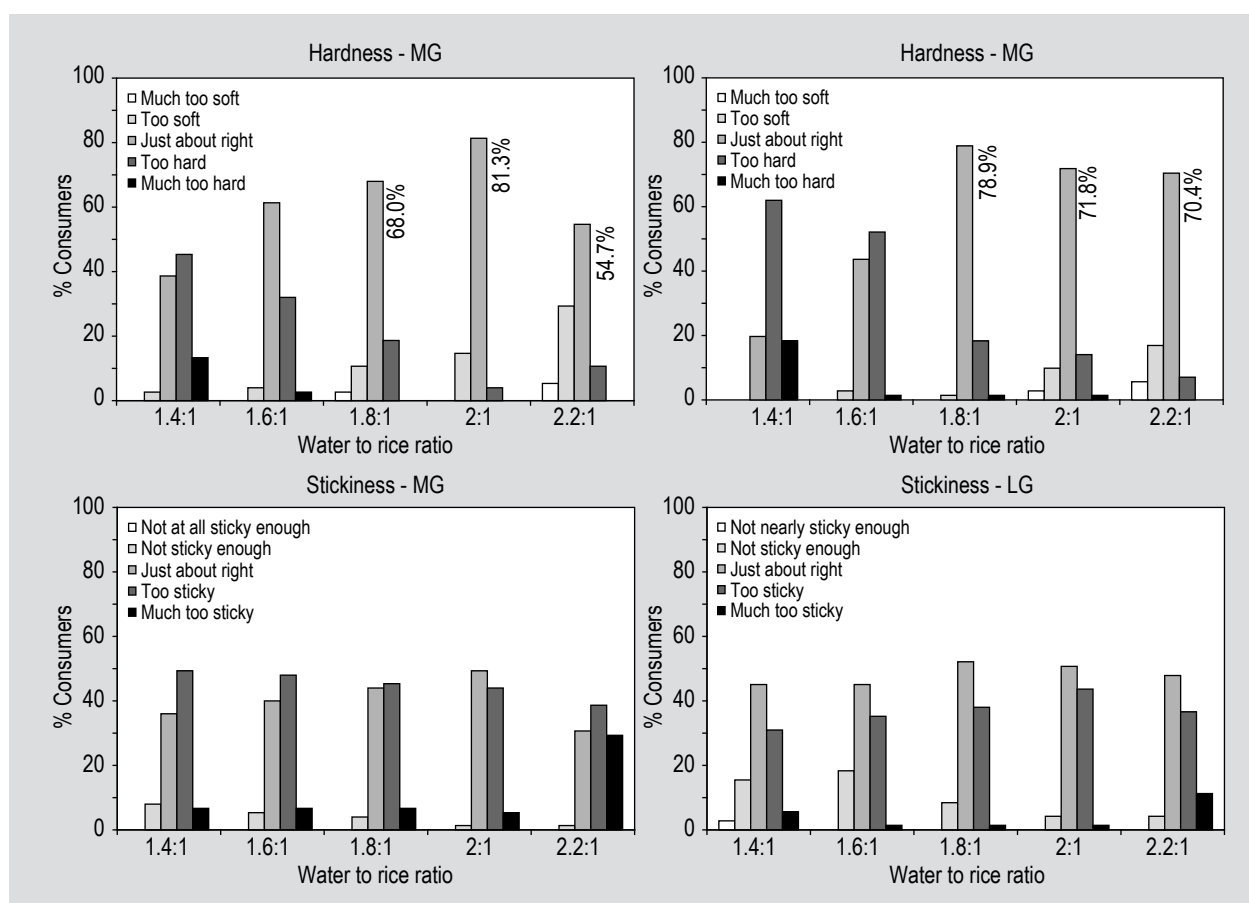 Hardness - MG
100
80
60
40
20
0
% Consumers
Much too soft
Too soft
Just about right
Too hard
Much too hard
68.0%
81.3%
54.7%
1.4:1 1.6:1 1.8:1 2:1 2.2:1
Water to rice ratio
Hardness - MG
100
80
60
40
20
0
% Consumers
Much too soft
Too soft
Just about right
Too hard
Much too hard
78.9%
71.8%
70.4%
1.4:1 1.6:1 1.8:1 2:1 2.2:1
Water to rice ratio
Stickiness - MG
100
80
60
40
20
0
% Consumers
Not at all sticky enough
Not sticky enough
Just about right
Too sticky
Much too sticky
1.4:1 1.6:1 1.8:1 2:1 2.2:1
Water to rice ratio
Stickiness - LG
100
80
60
40
20
0
% Consumers
Not nearly sticky enough
Not sticky enough
Just about right
Too sticky
Much too sticky
1.4:1 1.6:1 1.8:1 2:1 2.2:1
Water to rice ratio